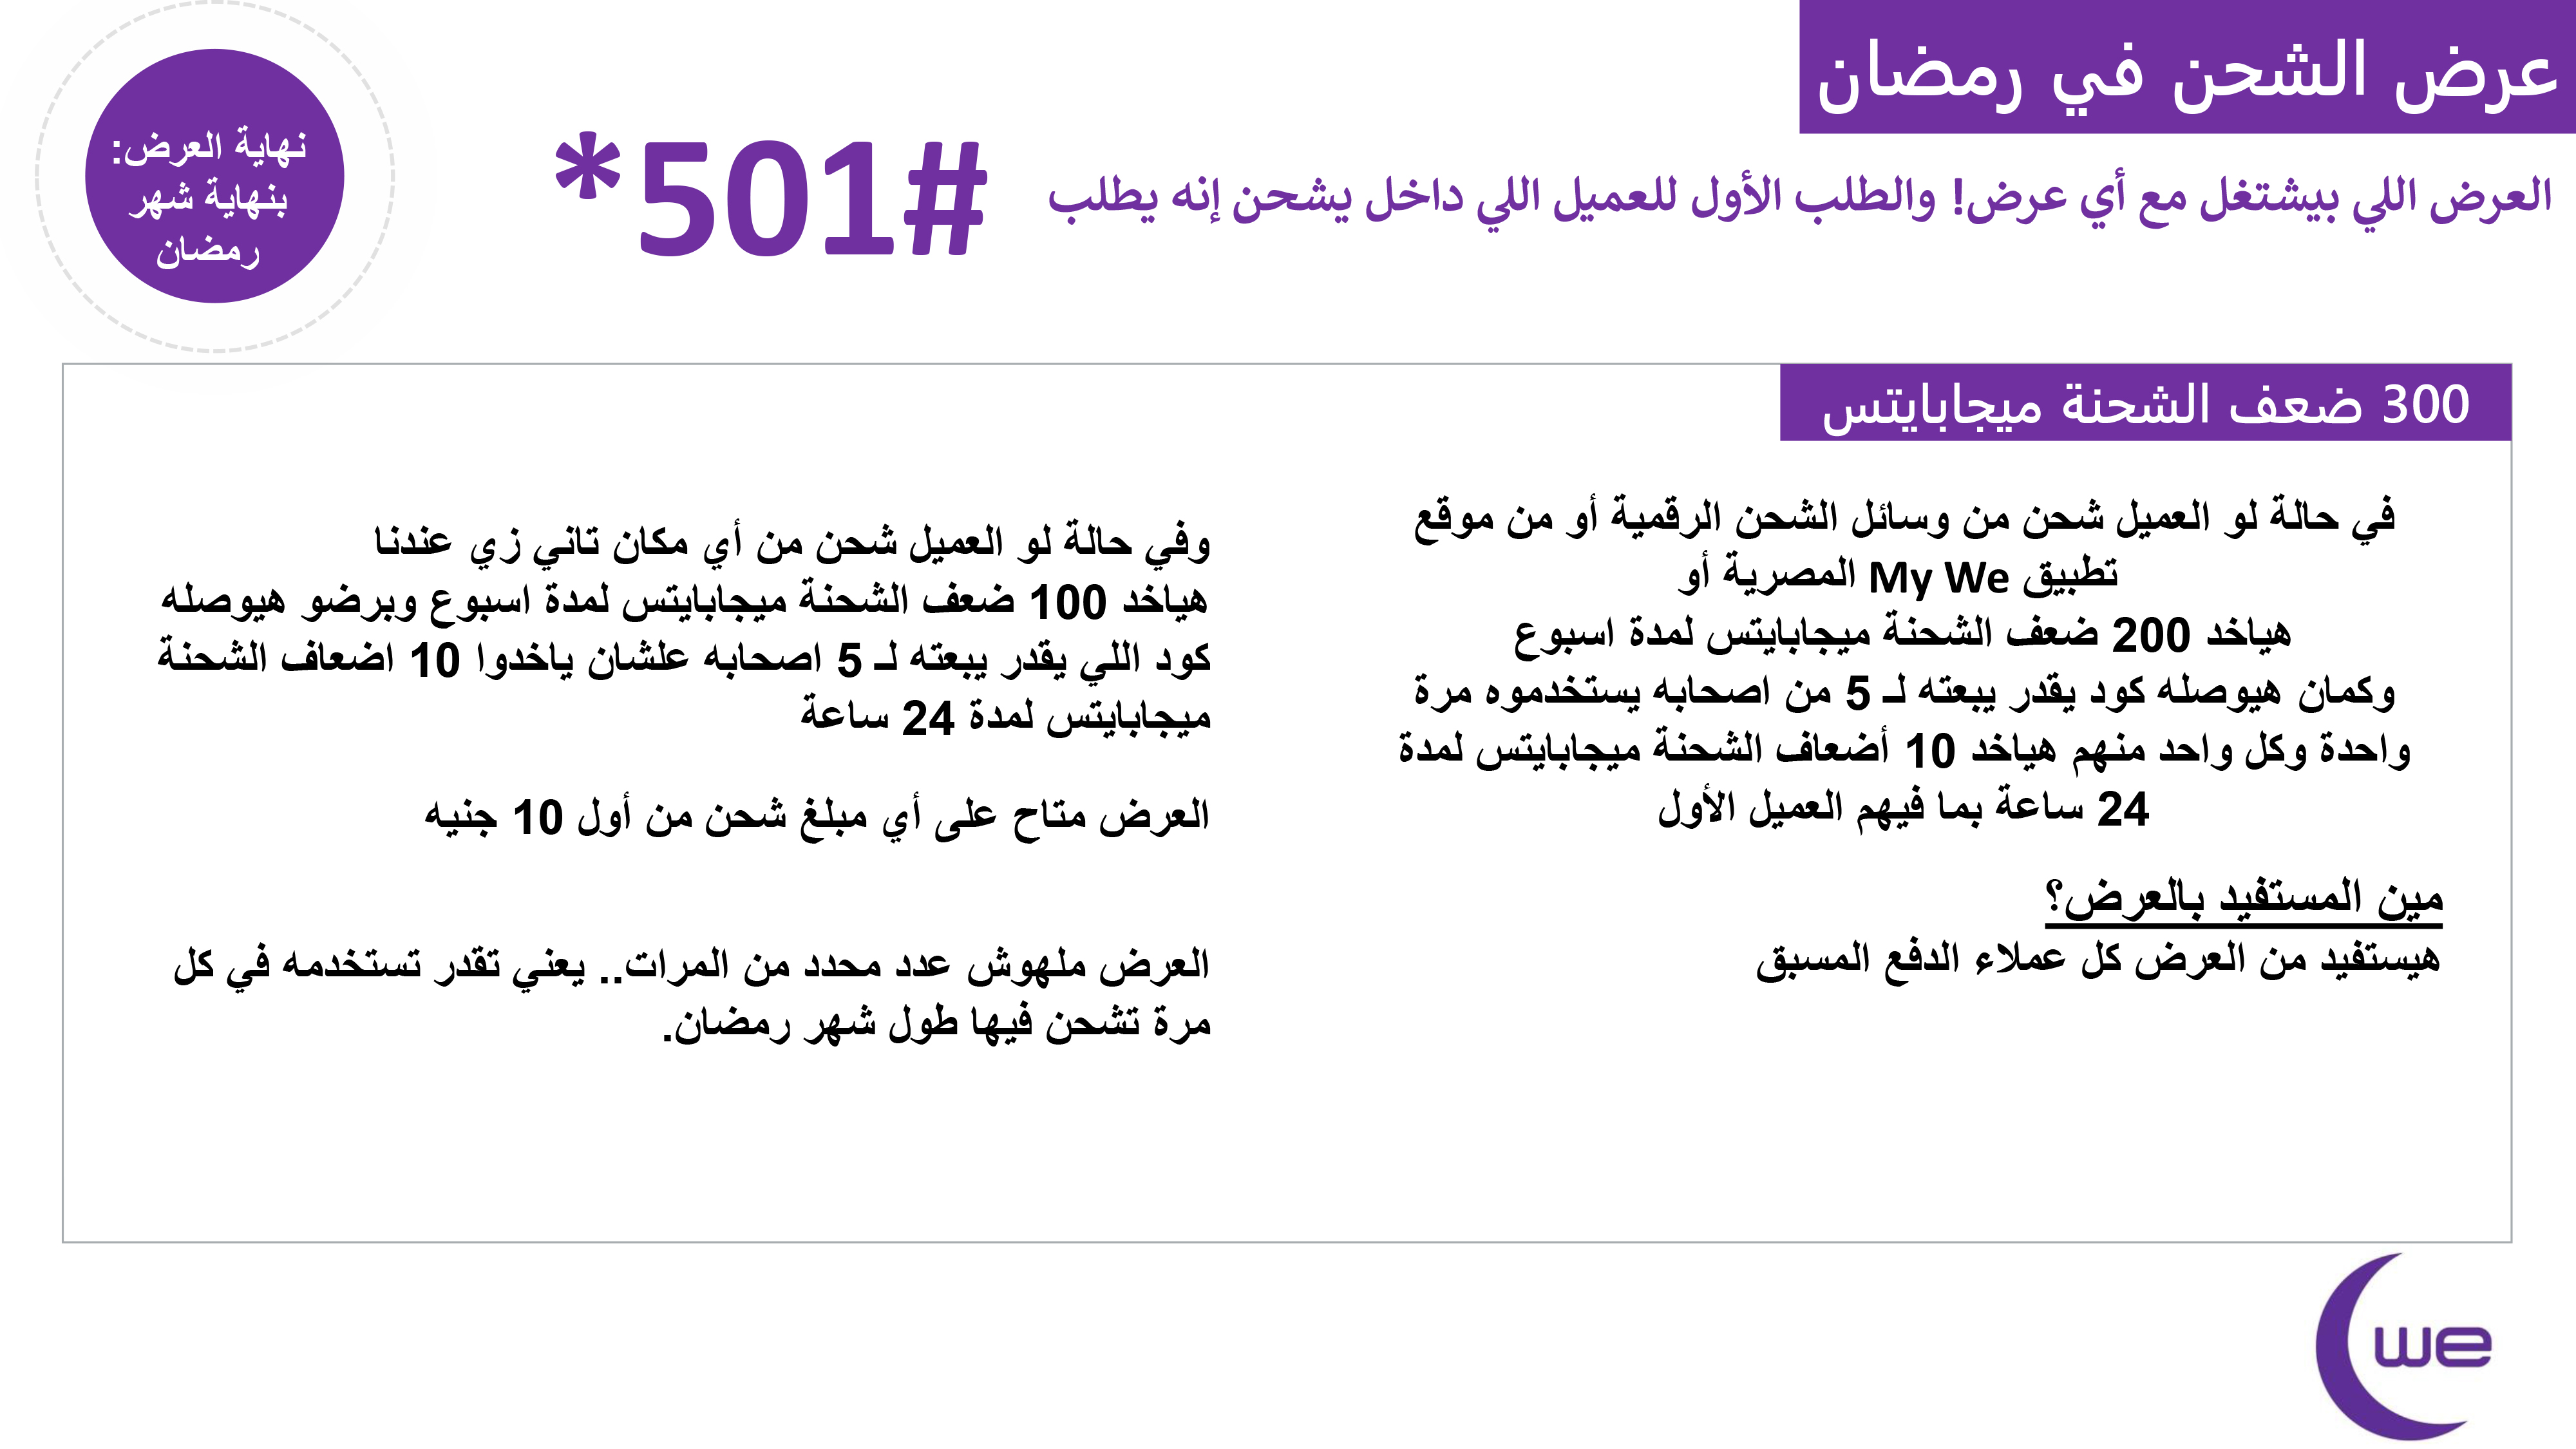 عرض الشحن في رمضان
العرض اللي بيشتغل مع أي عرض! والطلب الأول للعميل اللي داخل يشحن إنه يطلب
*501#
نهاية العرض:
بنهاية شهر
رمضان
300 ضعف الشحنة ميجابايتس
في حالة لو العميل شحن من وسائل الشحن الرقمية أو من موقع
تطبيق My We المصرية أو
هياخد 200 ضعف الشحنة ميجابايتس لمدة اسبوع
وكمان هيوصله كود يقدر يبعته لـ 5 من اصحابه يستخدموه مرة
واحدة وكل واحد منهم هياخد 10 أضعاف الشحنة ميجابايتس لمدة
24 ساعة بما فيهم العميل الأول
مين المستفيد بالعرض؟
هيستفيد من العرض كل عملاء الدفع المسبق
وفي حالة لو العميل شحن من أي مكان تاني زي عندنا
هياخد 100 ضعف الشحنة ميجابايتس لمدة اسبوع وبرضو هيوصله
كود اللي يقدر يبعته لـ 5 اصحابه علشان ياخدوا 10 اضعاف الشحنة
ميجابايتس لمدة 24 ساعة
العرض متاح على أي مبلغ شحن من أول 10 جنيه
العرض ملهوش عدد محدد من المرات.. يعني تقدر تستخدمه في كل
مرة تشحن فيها طول شهر رمضان.
we